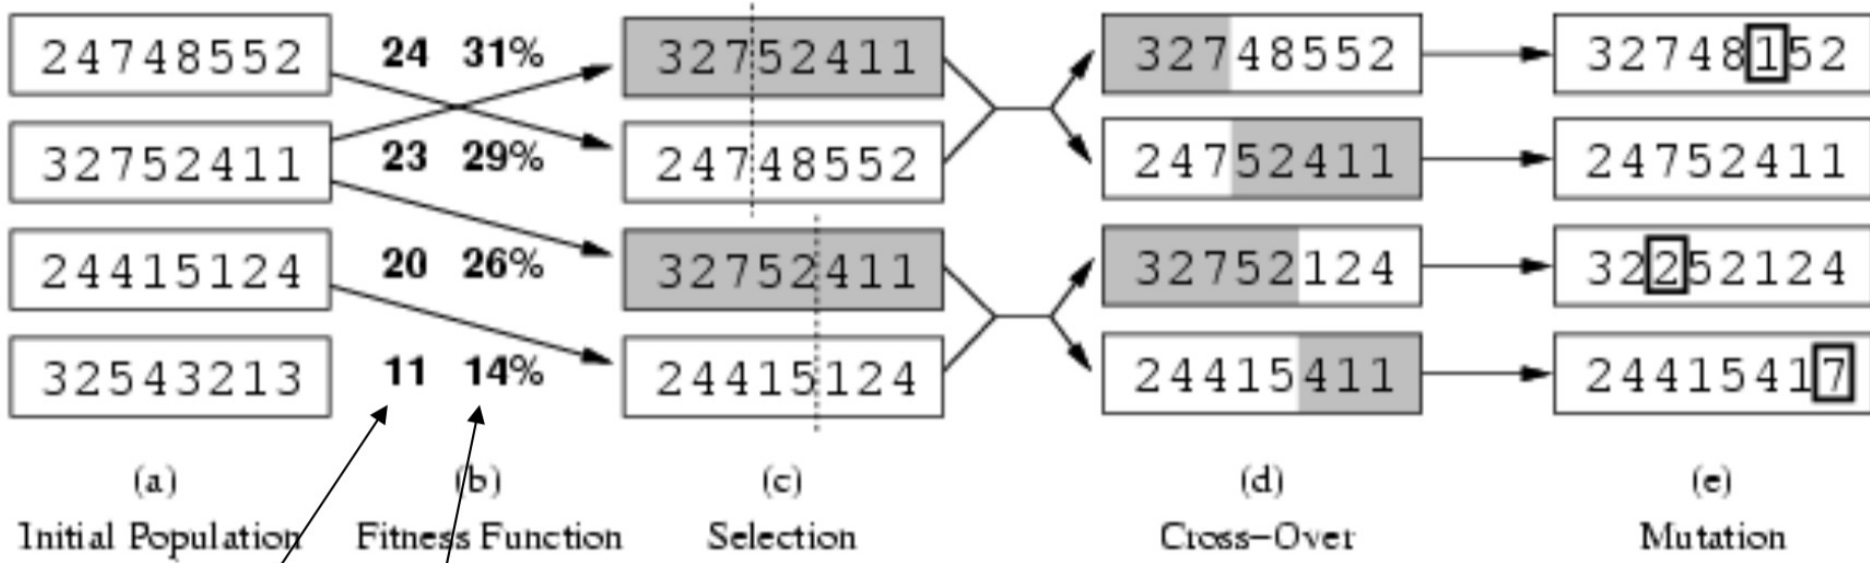 24748552 24 31% 32752411 32748552 32748152
32752411 23 29% 24748552 24752411 24752411
24415124 20 26% 32752411 32752124 32252124
32543213 11 14% 24415124 24415411 24415417
(a) (b) (c) (d) (e)
Initial Population Fitness Function Selection Cross-Over Mutation